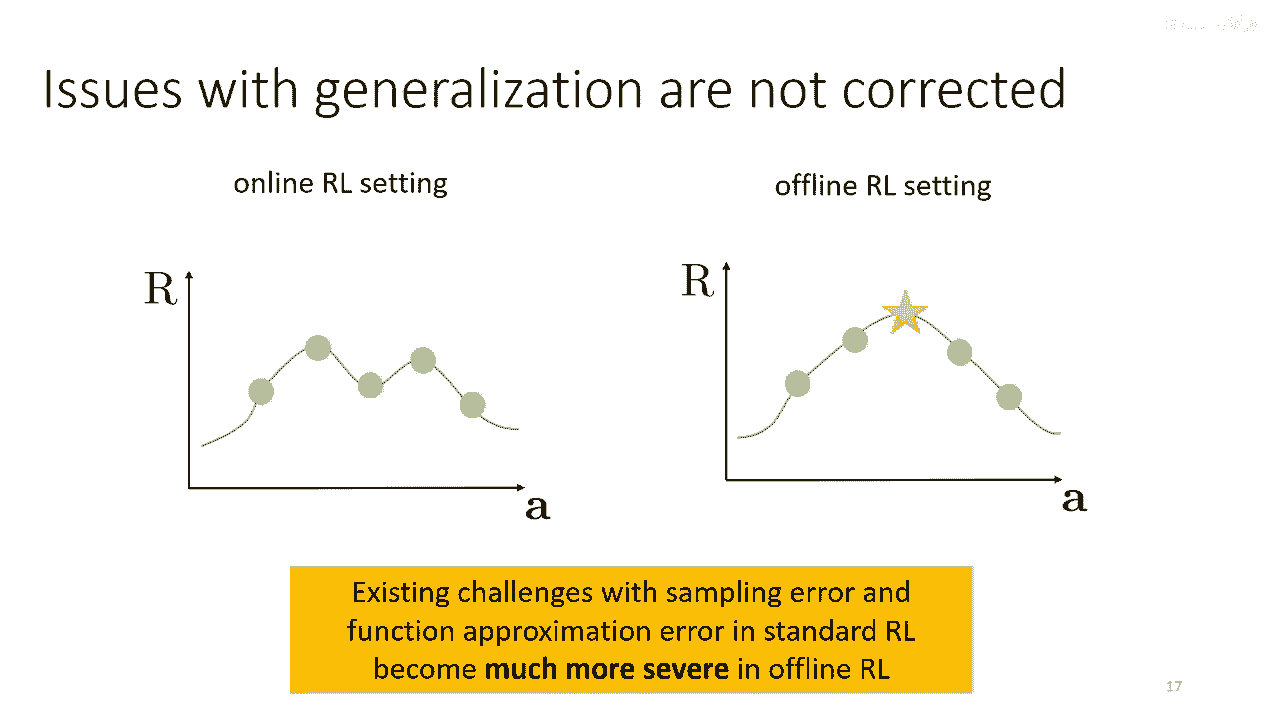 Issues with generalization are not corrected
online RL setting
offline RL setting
R
a
R
a
Existing challenges with sampling error and
function approximation error in standard RL
become much more severe in offline RL
17